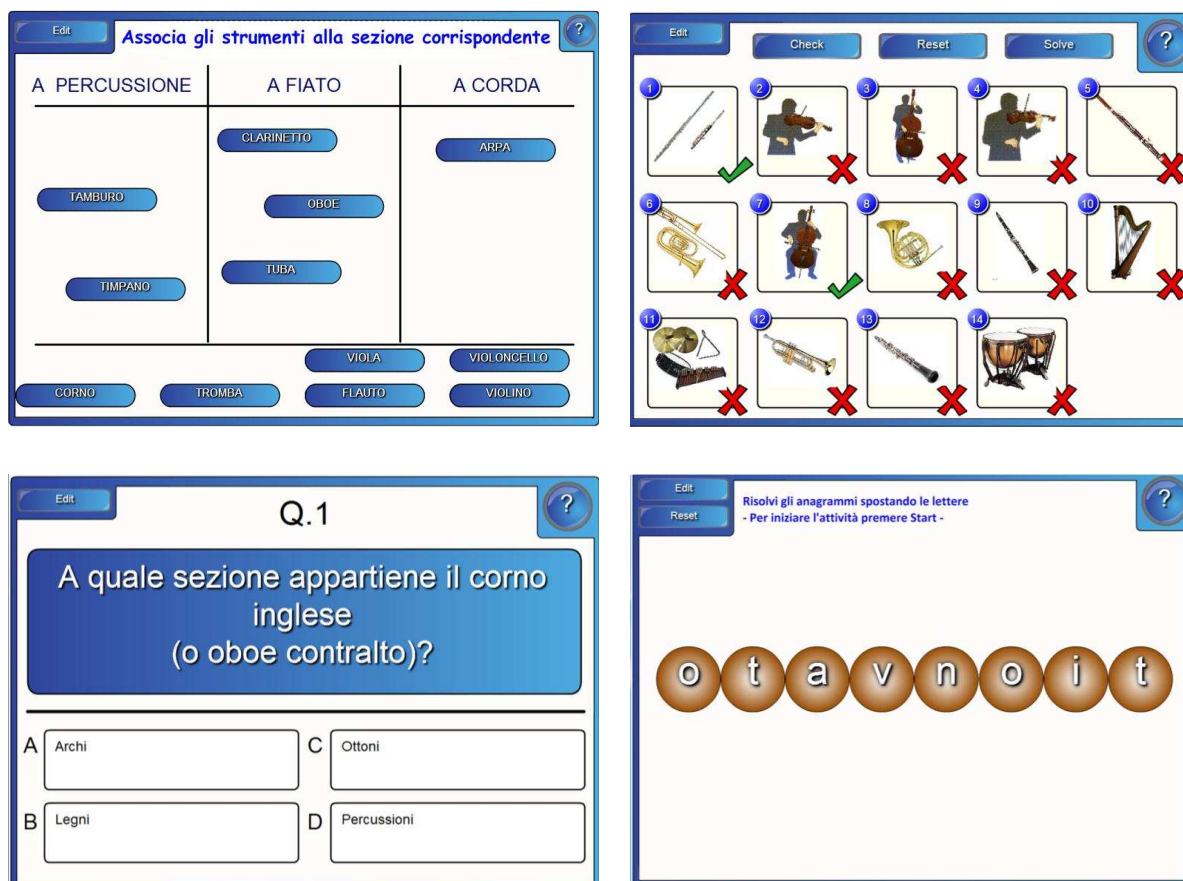 Edit
Associa gli strumenti alla sezione corrispondente
?
A PERCUSSIONE
A FIATO
A CORDA
CLARINETTO
ARPA
TAMBURO
OBOE
TUBA
TIMPANO
VIOLA
VIOLONCELLO
CORNO
TROMBA
FLAUTO
VIOLINO
Edit
Check
Reset
Solve
?
1
2
3
4
5
6
7
8
9
10
11
12
13
14
Edit
Q.1
?
A quale sezione appartiene il corno
inglese
(o oboe contralto)?
A
Archi
C
Ottoni
B
Legni
D
Percussioni
Edit
Reset
Risolvi gli anagrammi spostando le lettere
- Per iniziare l'attività premere Start -
?
o t a v n o i t